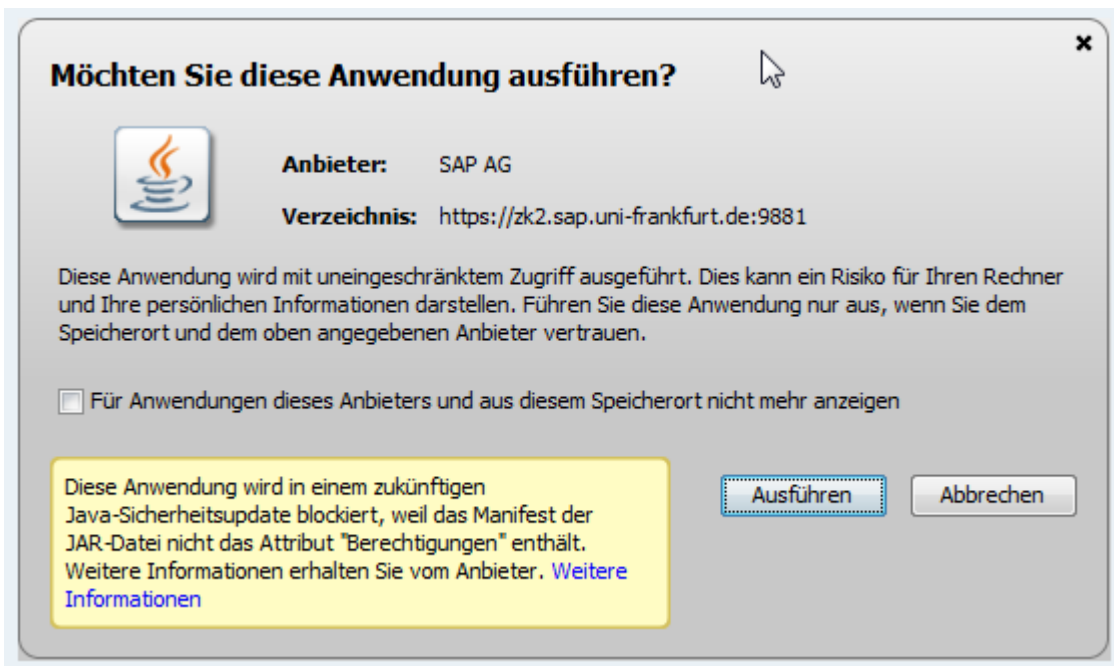 Möchten Sie diese Anwendung ausführen?
Anbieter: SAP AG
Verzeichnis: https://zk2.sap.uni-frankfurt.de:9881
Diese Anwendung wird mit uneingeschränktem Zugriff ausgeführt. Dies kann ein Risiko für Ihren Rechner
und Ihre persönlichen Informationen darstellen. Führen Sie diese Anwendung nur aus, wenn Sie dem
Speicherort und dem oben angegebenen Anbieter vertrauen.
Für Anwendungen dieses Anbieters und aus diesem Speicherort nicht mehr anzeigen
Diese Anwendung wird in einem zukünftigen
Java-Sicherheitsupdate blockiert, weil das Manifest der
JAR-Datei nicht das Attribut "Berechtigungen" enthält.
Weitere Informationen erhalten Sie vom Anbieter. Weitere
Informationen
Ausführen
Abbrechen